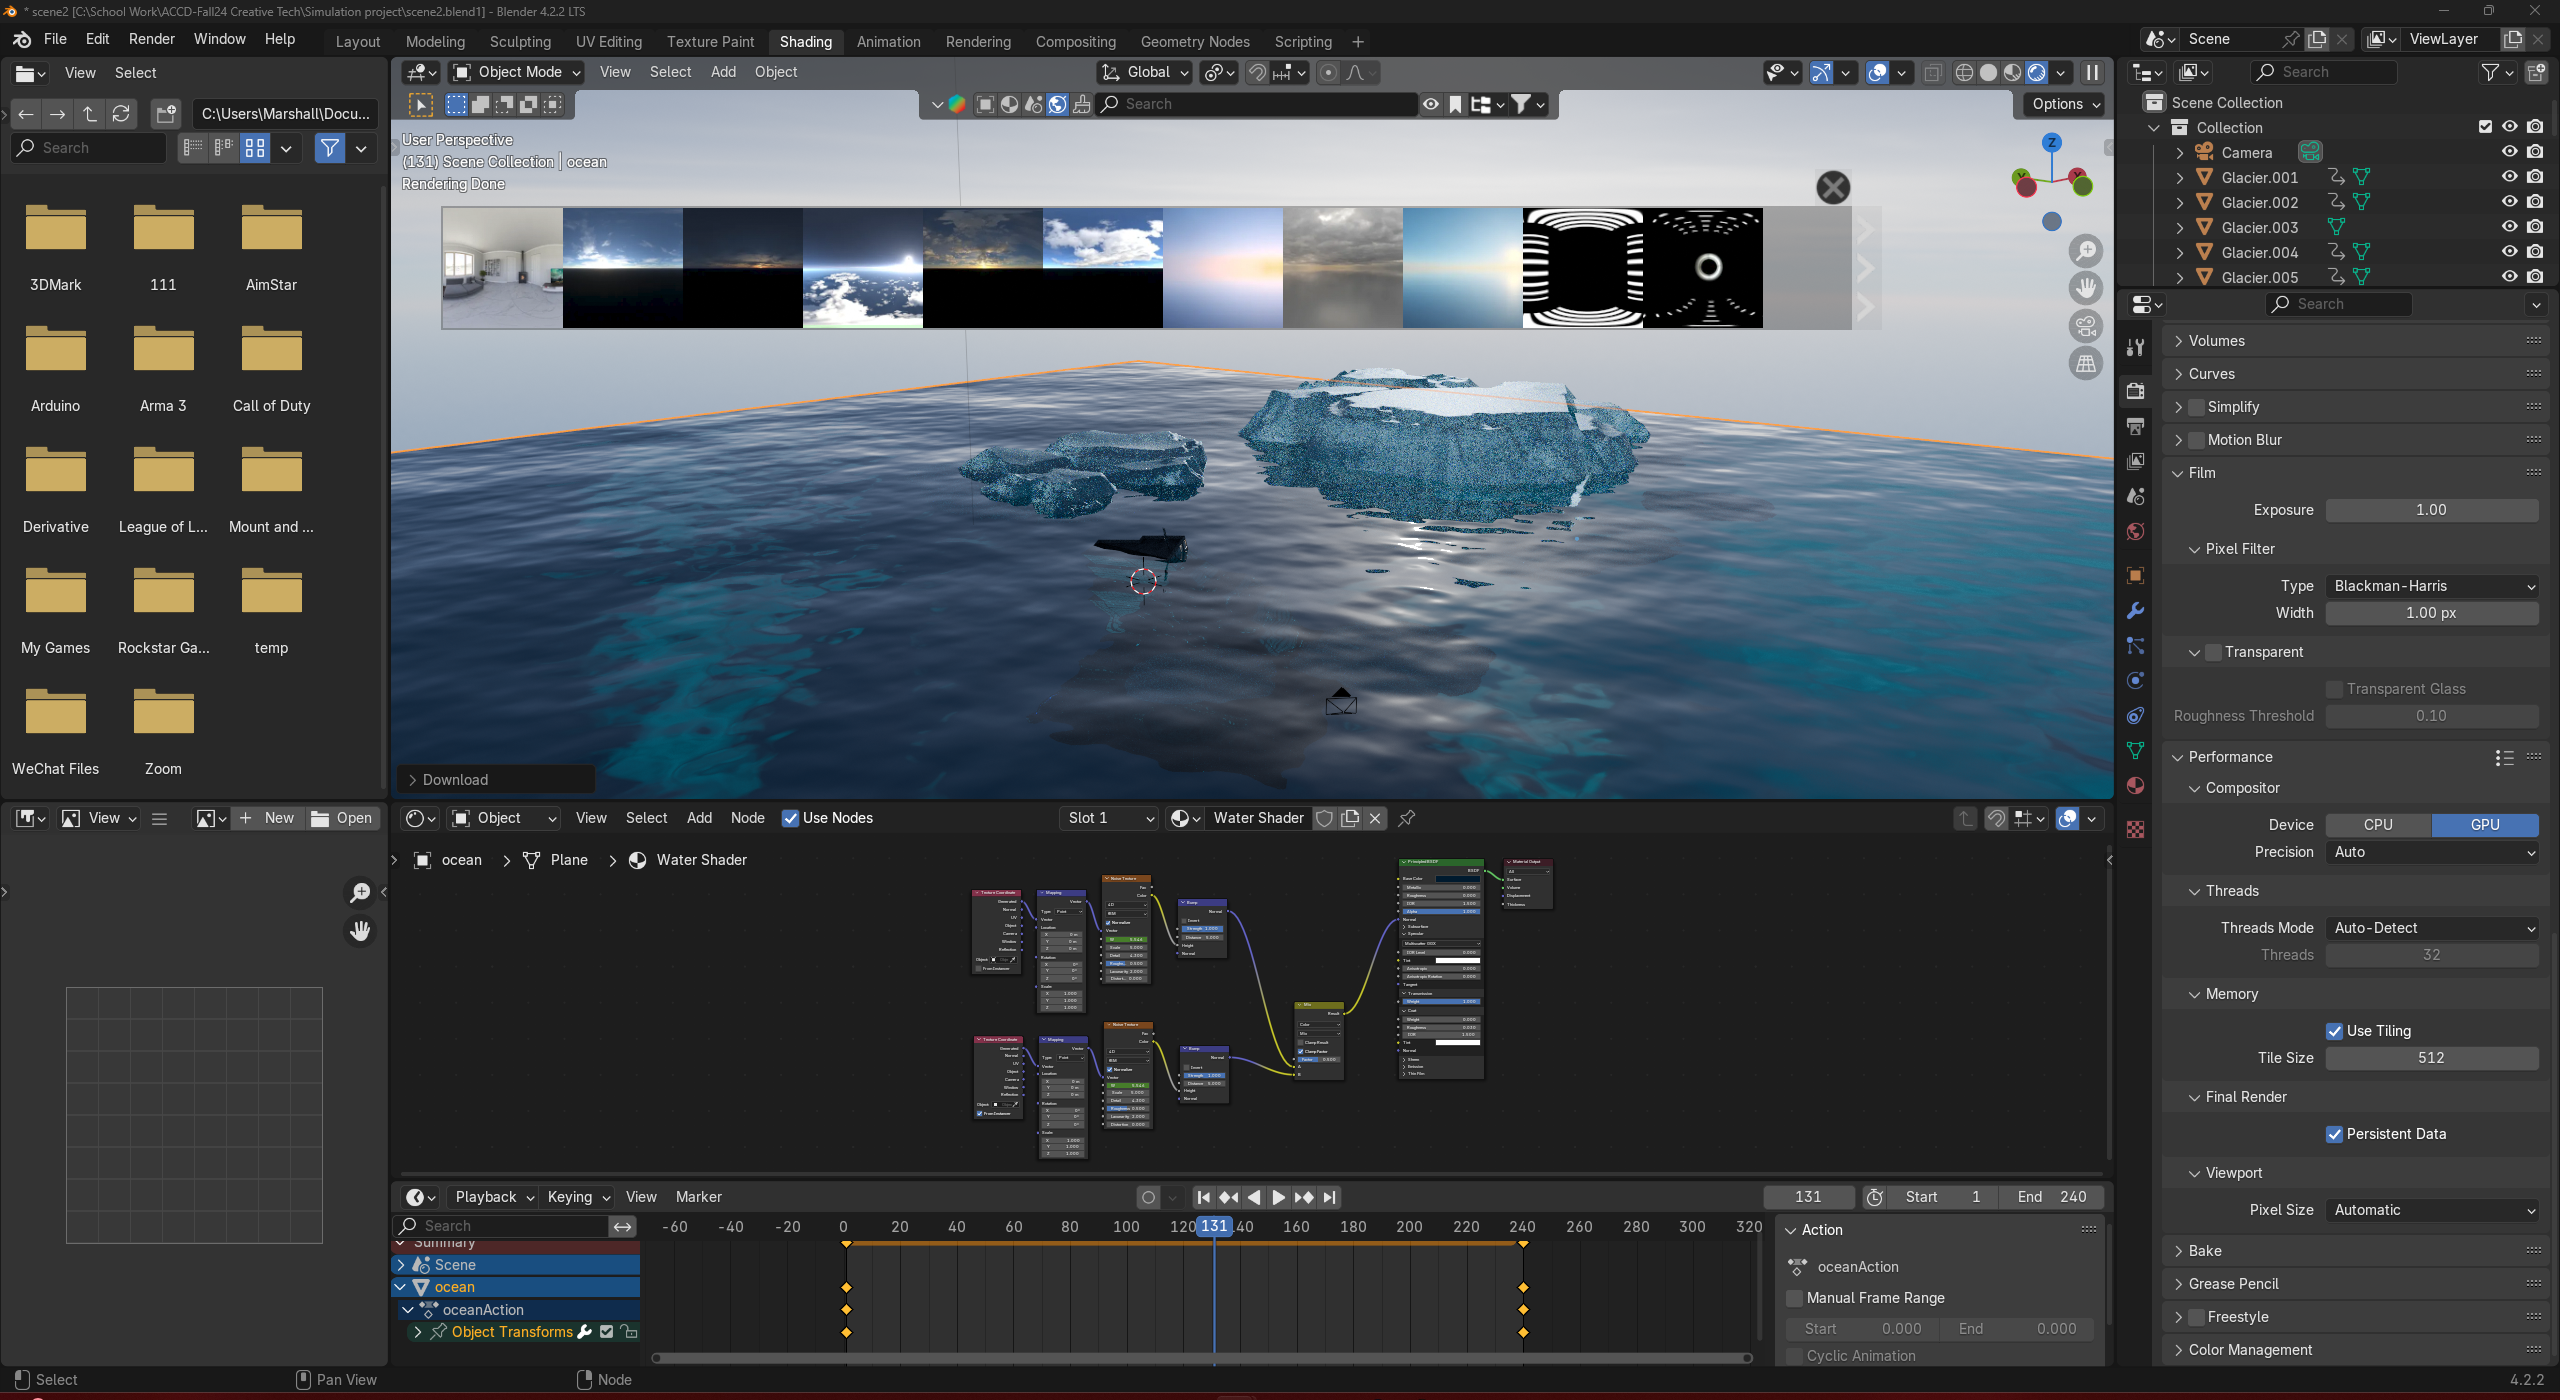 * scene2 [C:\School Work\ACCD-Fall24 Creative Tech\Simulation project\scene2.blend1] - Blender 4.2.2 LTS
File Edit Render Window Help
Layout Modeling Sculpting UV Editing Texture Paint Shading Animation Rendering Compositing Geometry Nodes Scripting +
Scene
ViewLayer
View Select
C:\Users\Marshall\Docu...
Search
3DMark 111 AimStar
Arduino Arma 3 Call of Duty
Derivative League of L... Mount and ...
My Games Rockstar Ga... temp
WeChat Files Zoom
Object Mode View Select Add Object
Global
Search
Options
User Perspective
(131) Scene Collection | ocean
Rendering Done
Z
Download
Search
Scene Collection
Collection
Camera
Glacier.001
Glacier.002
Glacier.003
Glacier.004
Glacier.005
Search
Volumes
Curves
Simplify
Motion Blur
Film
Exposure 1.00
Pixel Filter
Type Blackman-Harris
Width 1.00 px
Transparent
Transparent Glass
Roughness Threshold 0.10
Performance
Compositor
Device CPU GPU
Precision Auto
Threads
Threads Mode Auto-Detect
Threads 32
Memory
Use Tiling
Tile Size 512
Final Render
Persistent Data
Viewport
Pixel Size Automatic
Bake
Grease Pencil
Freestyle
Color Management
View
New Open
Object View Select Add Node Use Nodes
Slot 1
Water Shader
ocean > Plane > Water Shader
Playback Keying View Marker
131
Start 1 End 240
Search
-60 -40 -20 0 20 40 60 80 100 120 131 140 160 180 200 220 240 260 280 300 320
Summary
Scene
ocean
oceanAction
Object Transforms
Action
oceanAction
Manual Frame Range
Start 0.000 End 0.000
Cyclic Animation
Select Pan View Node
4.2.2